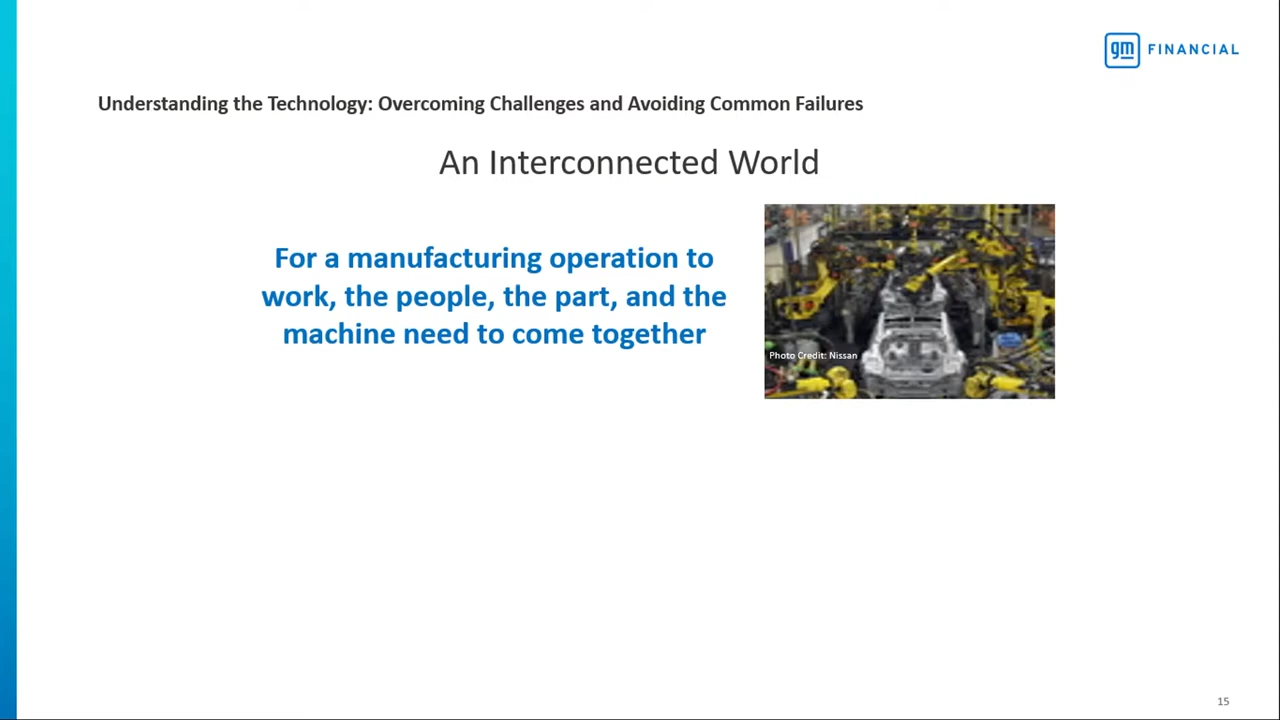 gm FINANCIAL
Understanding the Technology: Overcoming Challenges and Avoiding Common Failures
An Interconnected World
For a manufacturing operation to
work, the people, the part, and the
machine need to come together
Photo Credit: Nissan
15